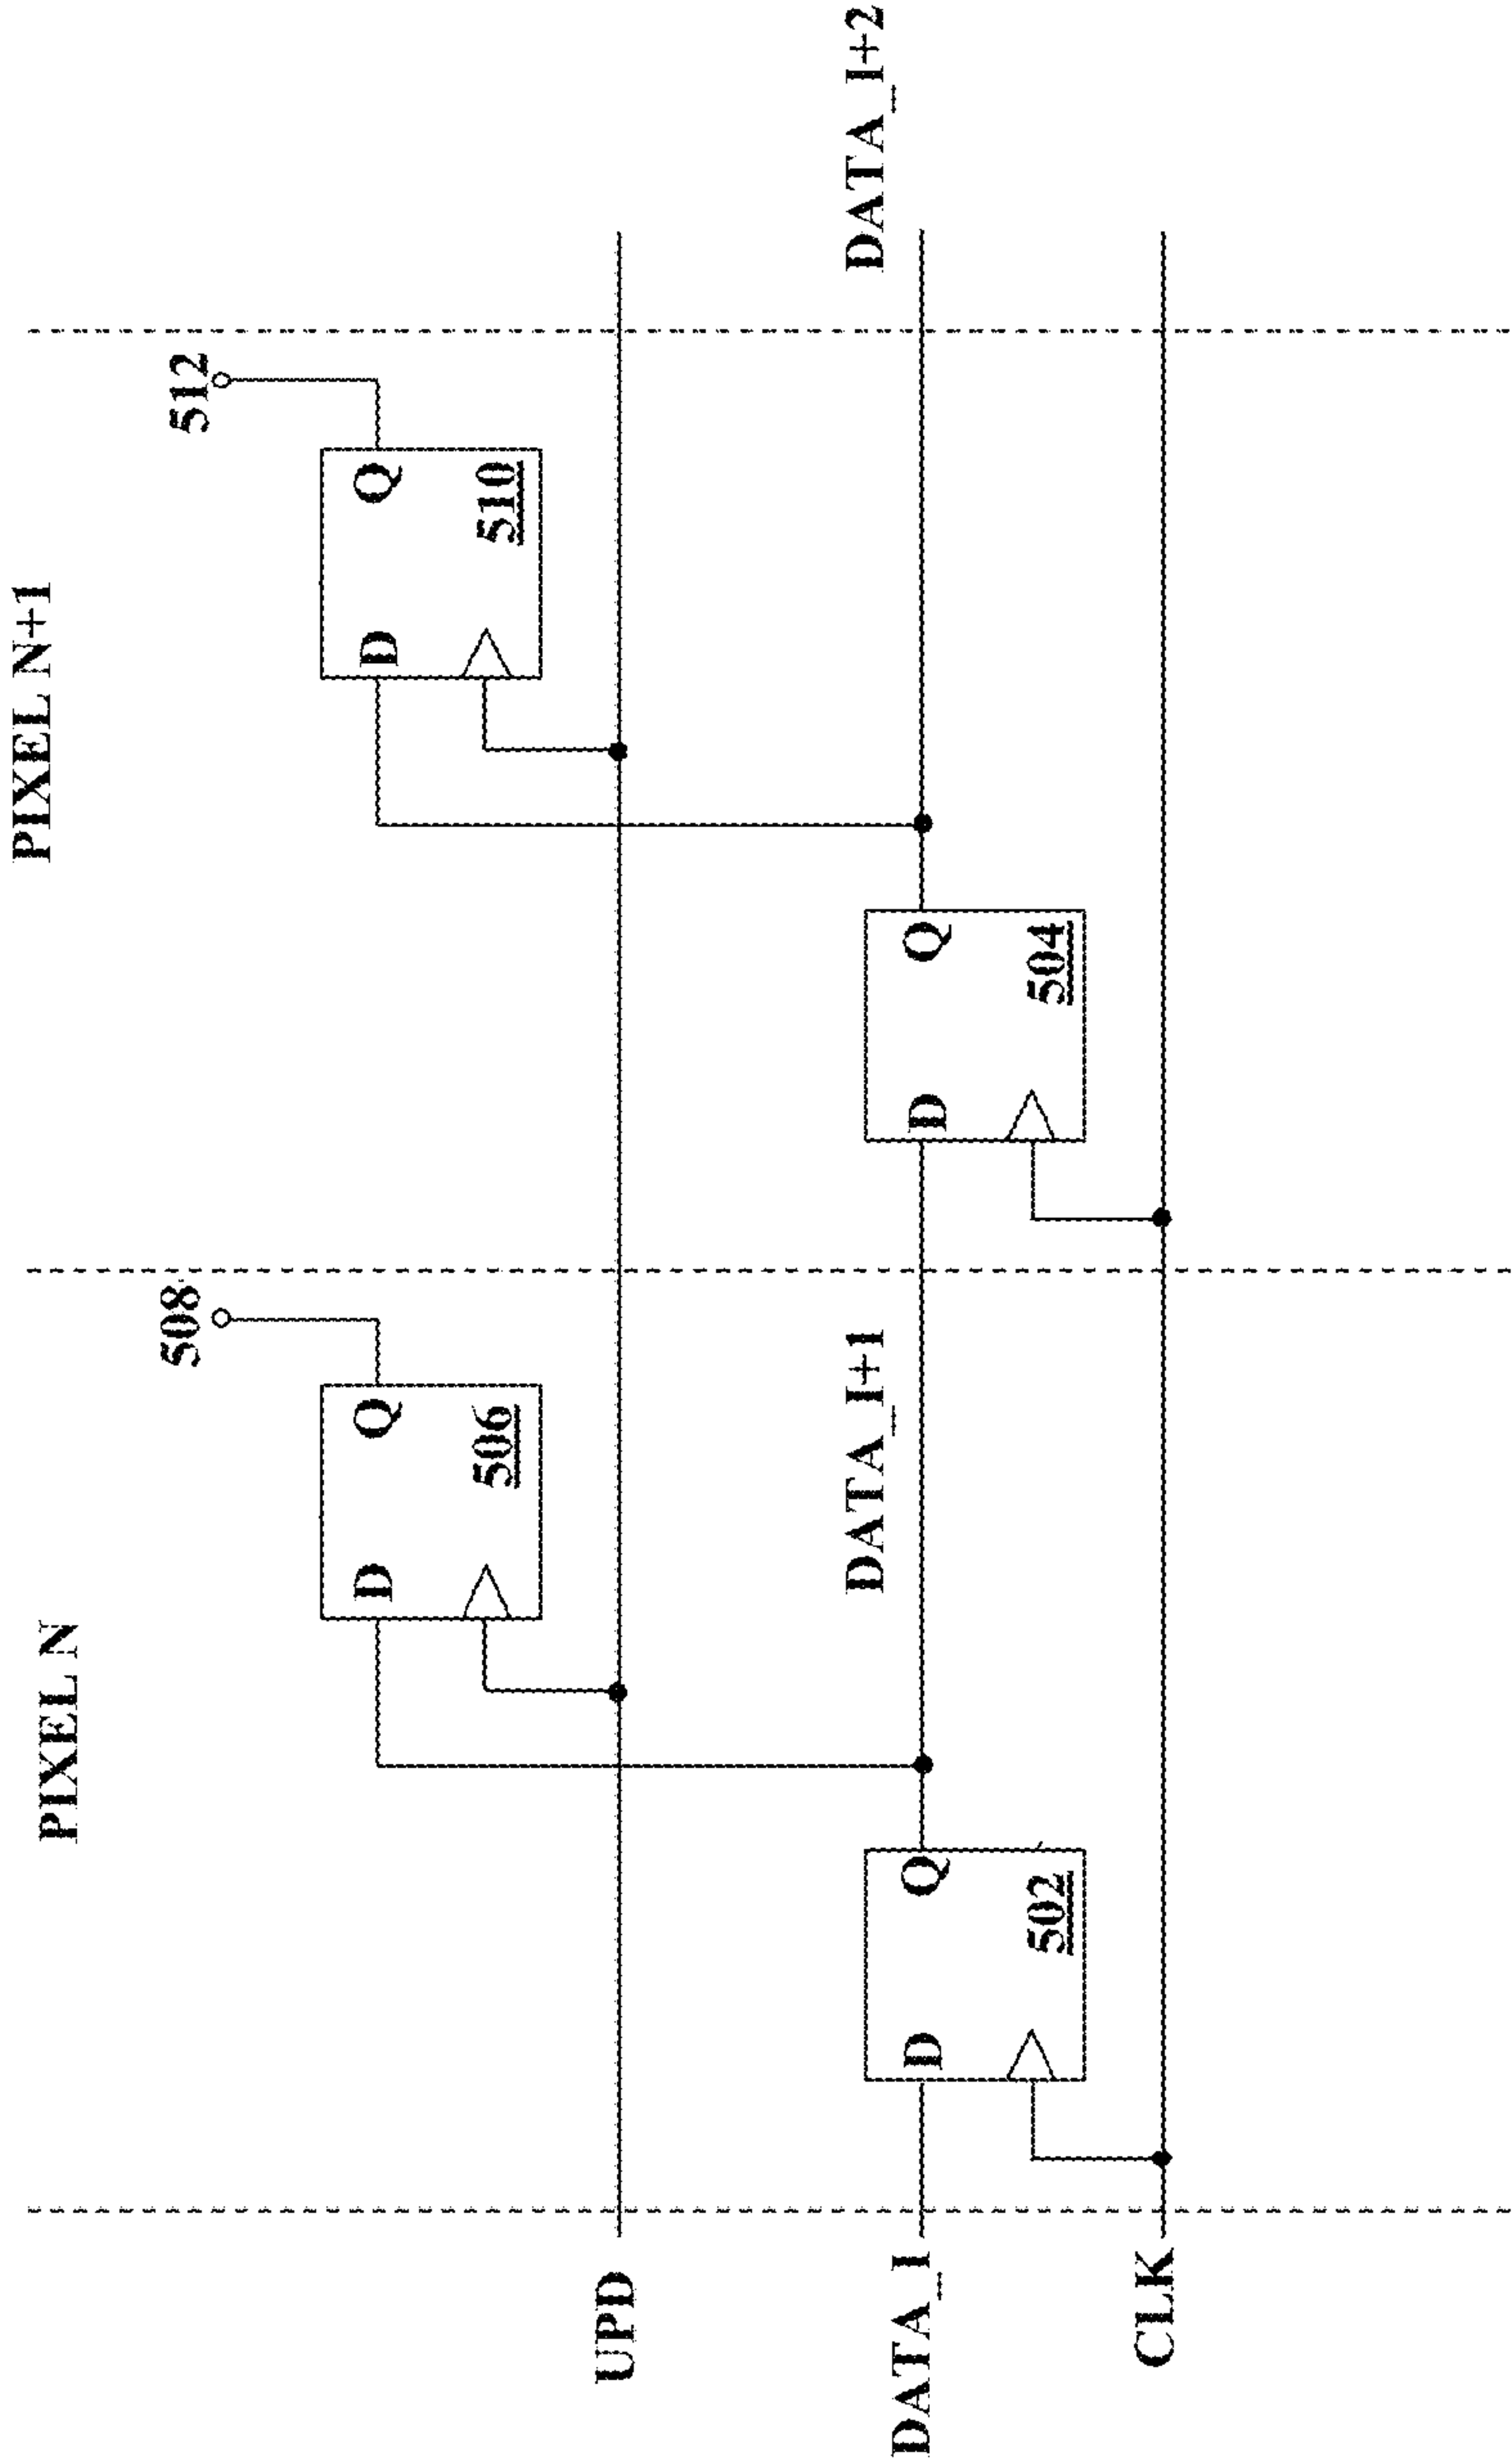 PIXEL N
PIXEL N+1
508
512
D
Q
506
D
Q
510
UPD
DATA_I+1
DATA_I+2
DATA_I
D
Q
502
D
Q
504
CLK